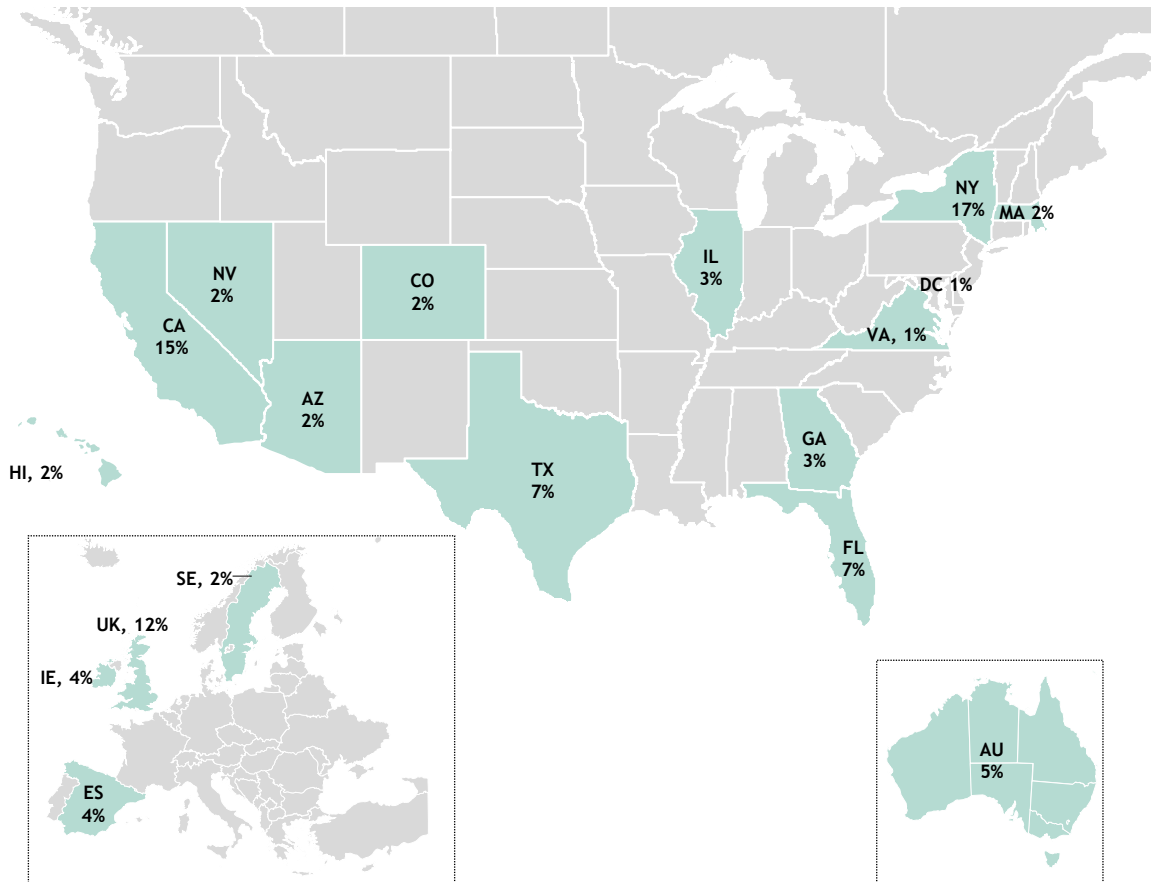 NY
17%
MA 2%
IL
3%
NV
2%
CO
2%
DC 1%
CA
15%
VA, 1%
AZ
2%
GA
3%
HI, 2%
TX
7%
FL
7%
SE, 2%
UK, 12%
IE, 4%
AU
5%
ES
4%